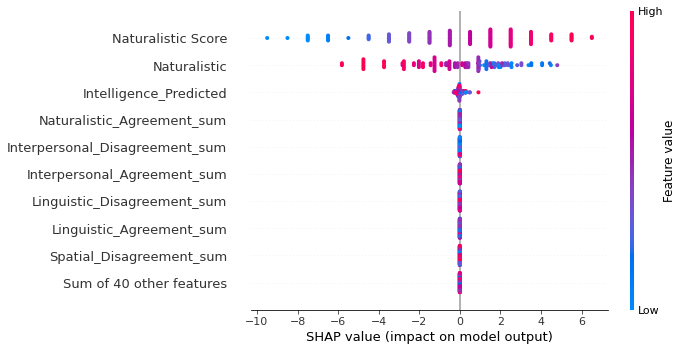 High
Naturalistic Score
Naturalistic
Intelligence_Predicted
Naturalistic_Agreement_sum
Interpersonal_Disagreement_sum
Interpersonal_Agreement_sum
Linguistic_Disagreement_sum
Linguistic_Agreement_sum
Spatial_Disagreement_sum
Sum of 40 other features
Feature value
Low
−10 −8 −6 −4 −2 0 2 4 6
SHAP value (impact on model output)